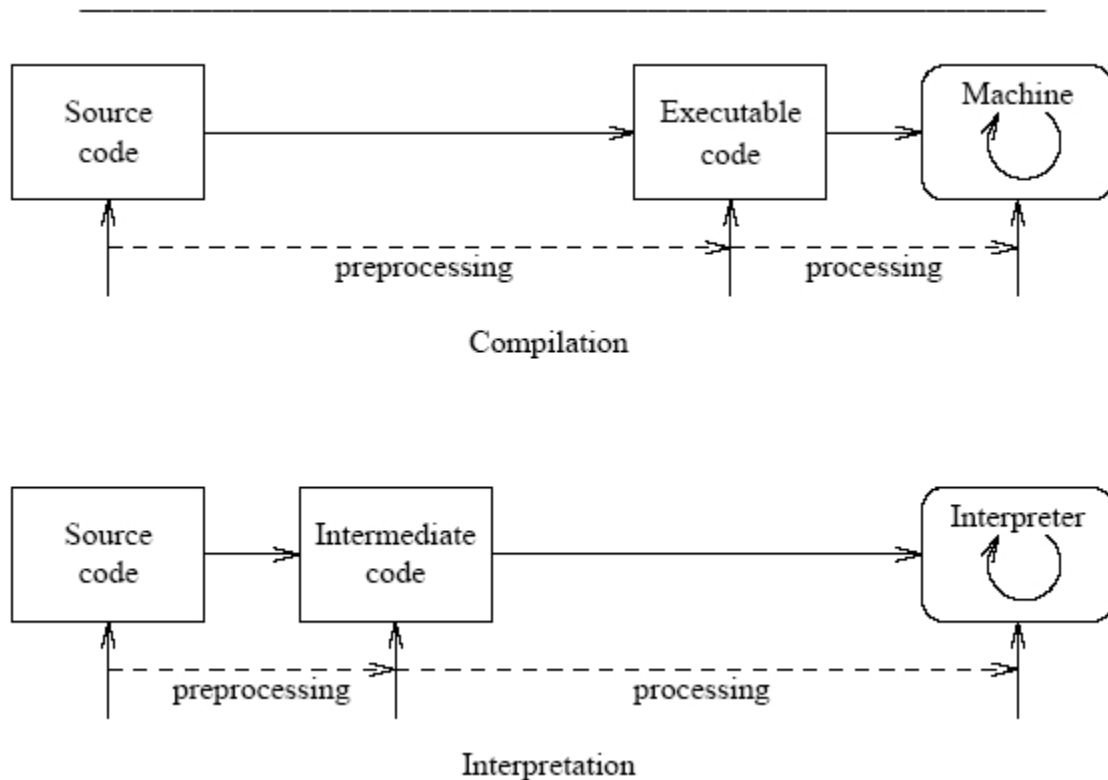 Source
code
Executable
code
Machine
preprocessing
processing
Compilation
Source
code
Intermediate
code
Interpreter
preprocessing
processing
Interpretation